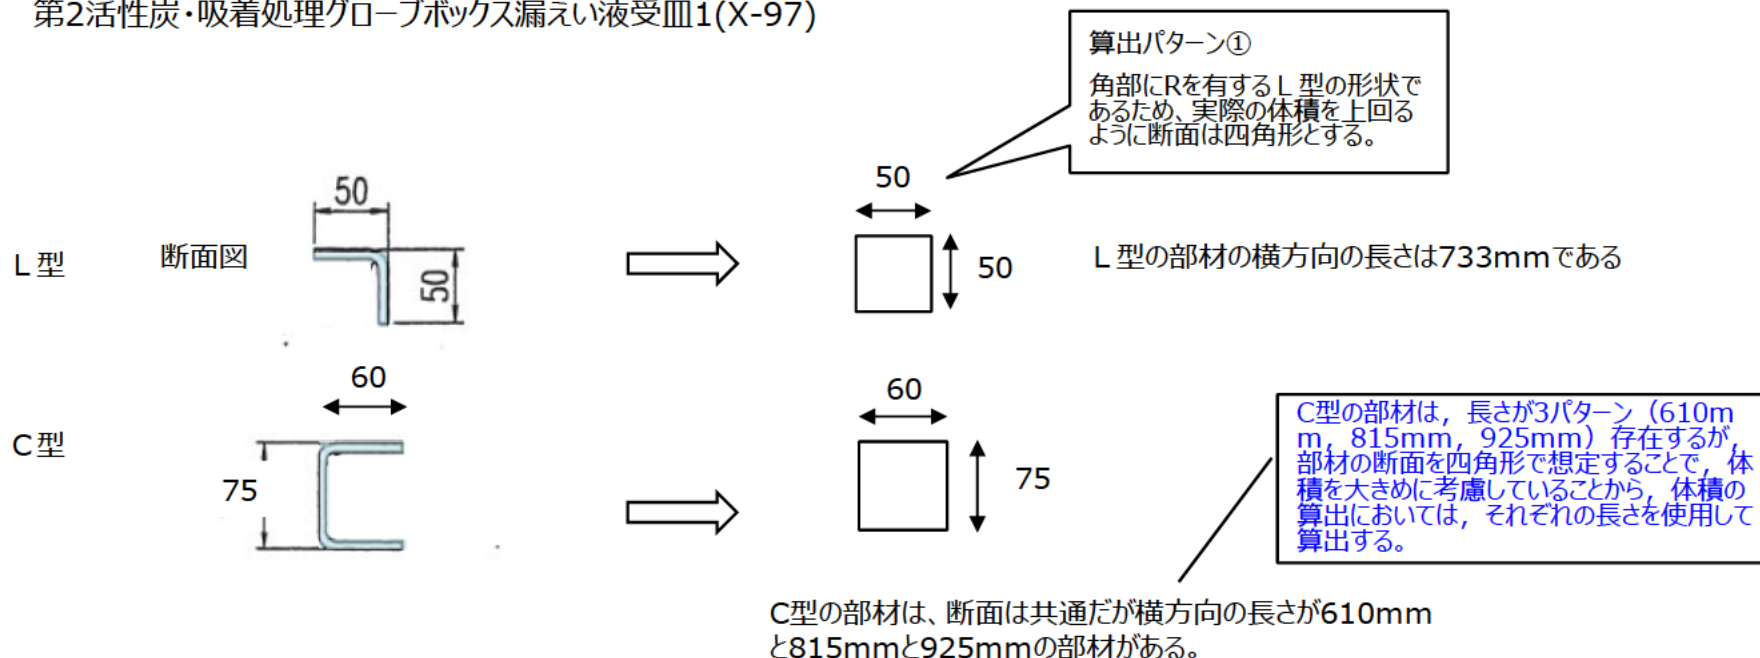 第2活性炭・吸着処理グローブボックス漏えい液受皿1(X-97)
算出パターン①
角部にRを有するL型の形状で
あるため、実際の体積を上回る
ように断面は四角形とする。
L型
断面図
50
50
50
50
L型の部材の横方向の長さは733mmである
C型
60
75
60
75
C型の部材は，長さが3パターン（610m
m，815mm，925mm）存在するが，
部材の断面を四角形で想定することで，体
積を大きめに考慮していることから，体積の
算出においては，それぞれの長さを使用して
算出する。
C型の部材は、断面は共通だが横方向の長さが610mm
と815mmと925mmの部材がある。